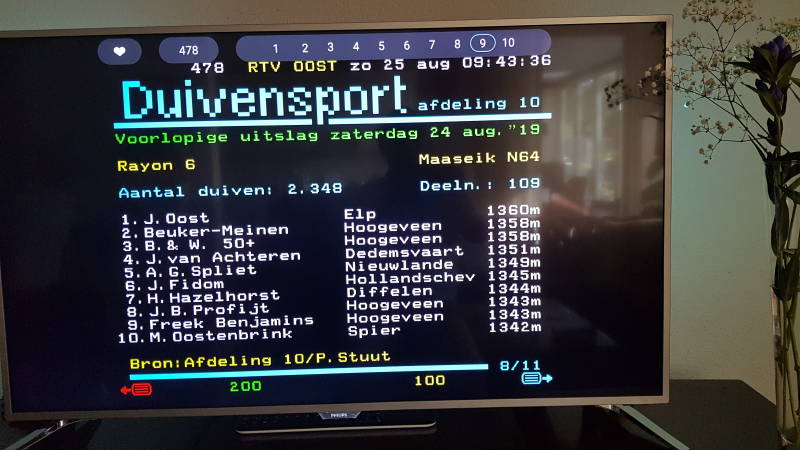 478 1 2 3 4 5 6 7 8 9 10
478 RTV OOST zo 25 aug 09:43:36
Duivensport afdeling 10
Voorlopige uitslag zaterdag 24 aug."19
Rayon 6 Maaseik N64
Aantal duiven: 2.348 Deeln.: 109
1. J.Oost Elp 1360m
2. Beuker-Meinen Hoogeveen 1358m
3. B.& W. 50+ Hoogeveen 1358m
4. J.van Achteren Dedemsvaart 1351m
5. A.G.Spliet Nieuwlande 1349m
6. J.Fidom Hollandschev 1345m
7. H.Hazelhorst Diffelen 1344m
8. J.B.Profijt Hoogeveen 1343m
9. Freek Benjamins Hoogeveen 1343m
10. M.Oostenbrink Spier 1342m
Bron:Afdeling 10/P.Stuut
8/11
200 100
PHILIPS